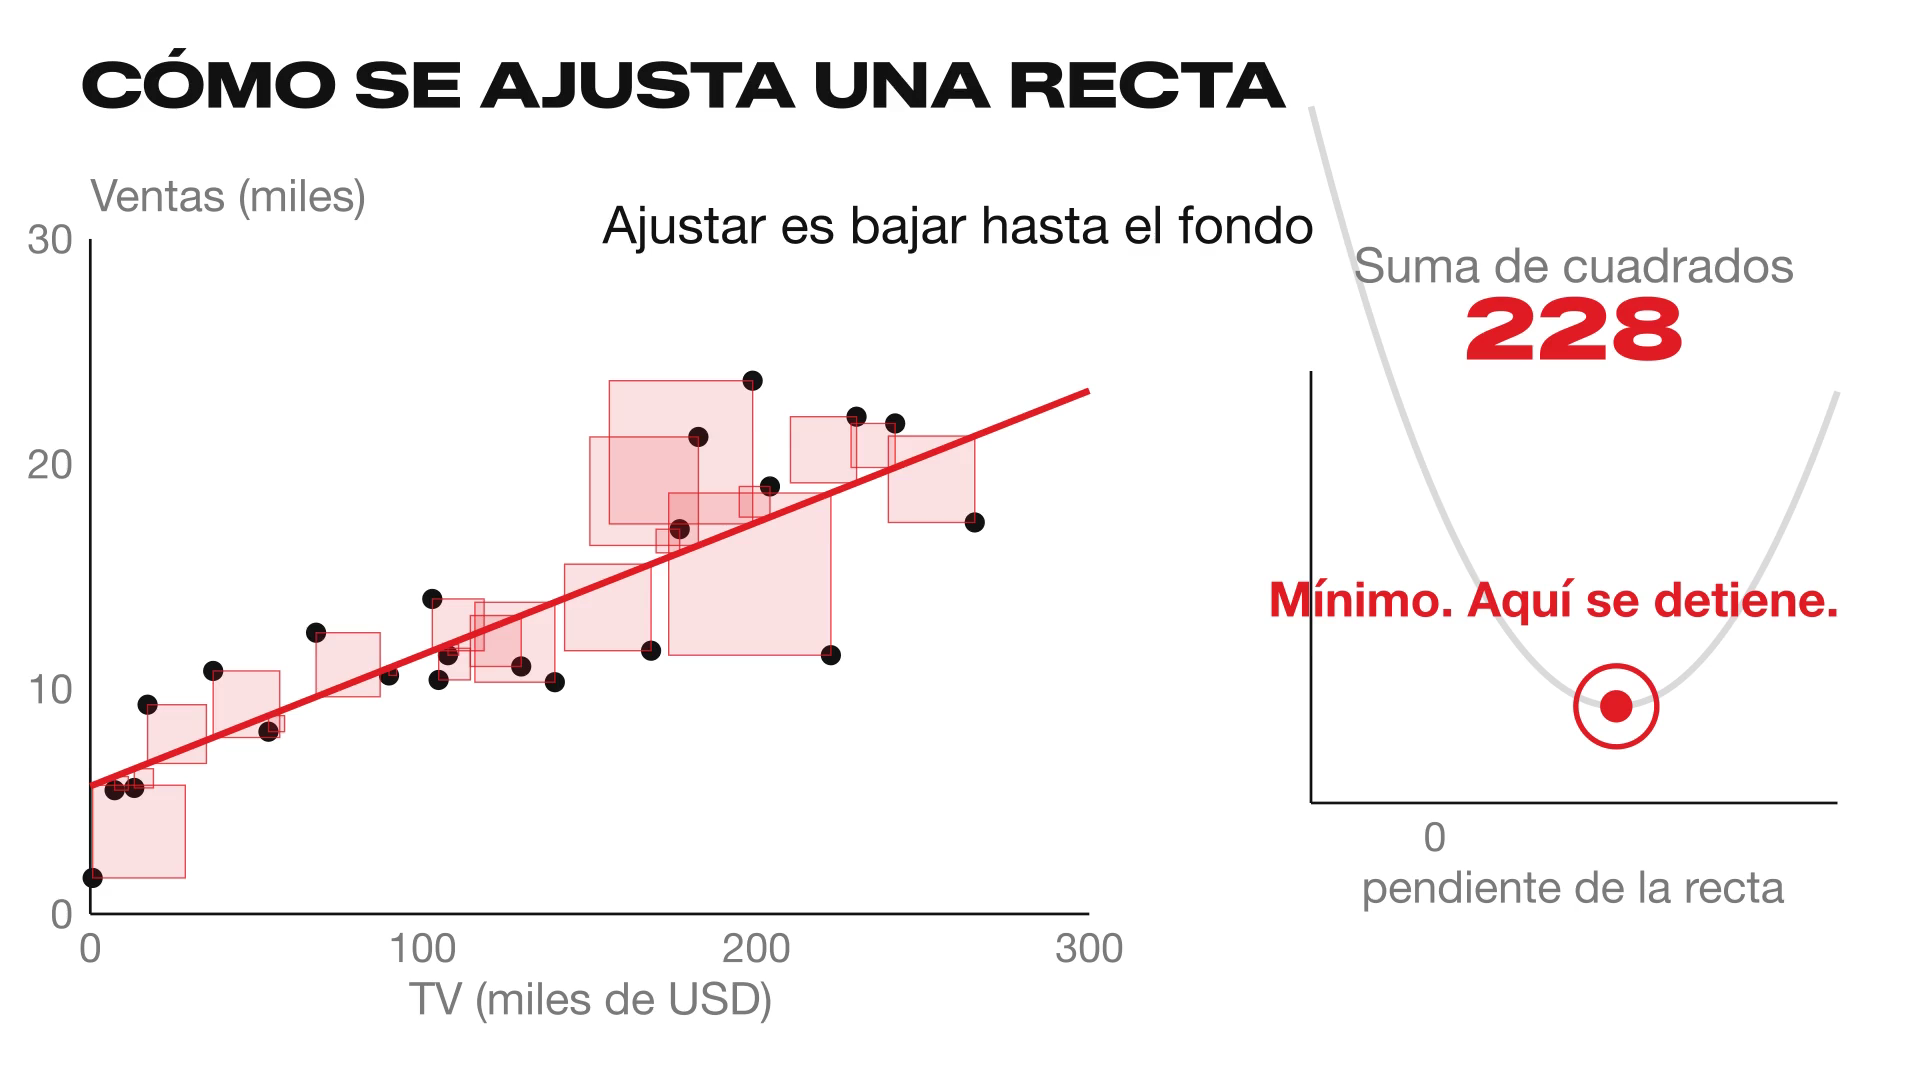 CÓMO SE AJUSTA UNA RECTA
Ventas (miles)
Ajustar es bajar hasta el fondo
30
20
10
0
0 100 200 300
TV (miles de USD)
Suma de cuadrados
228
Mínimo. Aquí se detiene.
0
pendiente de la recta